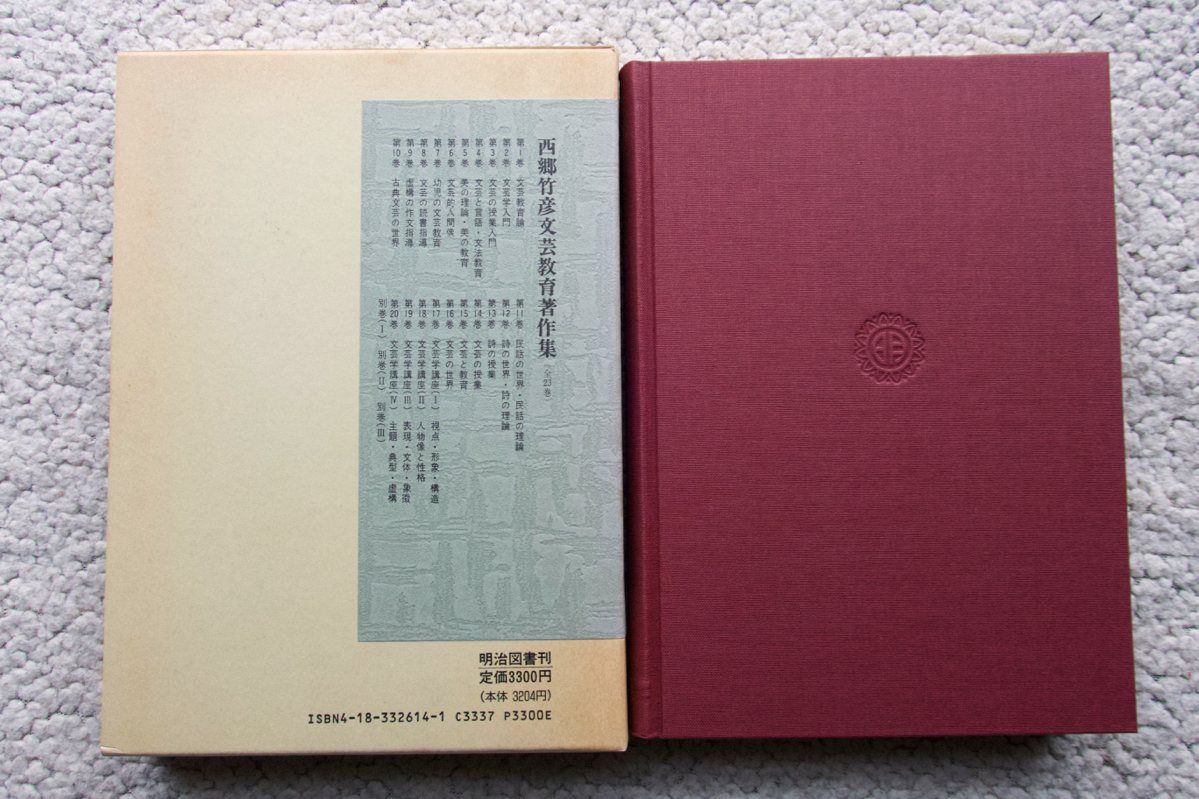 西郷竹彦文芸教育著作集（全23巻）
第1巻 文芸教育論
第2巻 文芸学入門
第3巻 文芸の授業入門
第4巻 文芸と言語・文法教育
第5巻 美の理論・美の教育
第6巻 文芸的人間像
第7巻 幼児の文芸教育
第8巻 文芸の読書指導
第9巻 虚構の作文指導
第10巻 古典文芸の世界
第11巻 民話の世界・民話の理論
第12巻 詩の世界・詩の理論
第13巻 詩の授業
第14巻 文芸の授業
第15巻 文芸と教育
第16巻 文芸の世界
第17巻 文芸学講座（Ⅰ） 視点・形象・構造
第18巻 文芸学講座（Ⅱ） 人物像と性格
第19巻 文芸学講座（Ⅲ） 表現・文体・象徴
第20巻 文芸学講座（Ⅳ） 主題・典型・虚構
別巻（Ⅰ） 別巻（Ⅱ） 別巻（Ⅲ）
明治図書刊
定価3300円
（本体 3204円）
ISBN4-18-332614-1 C3337 P3300E